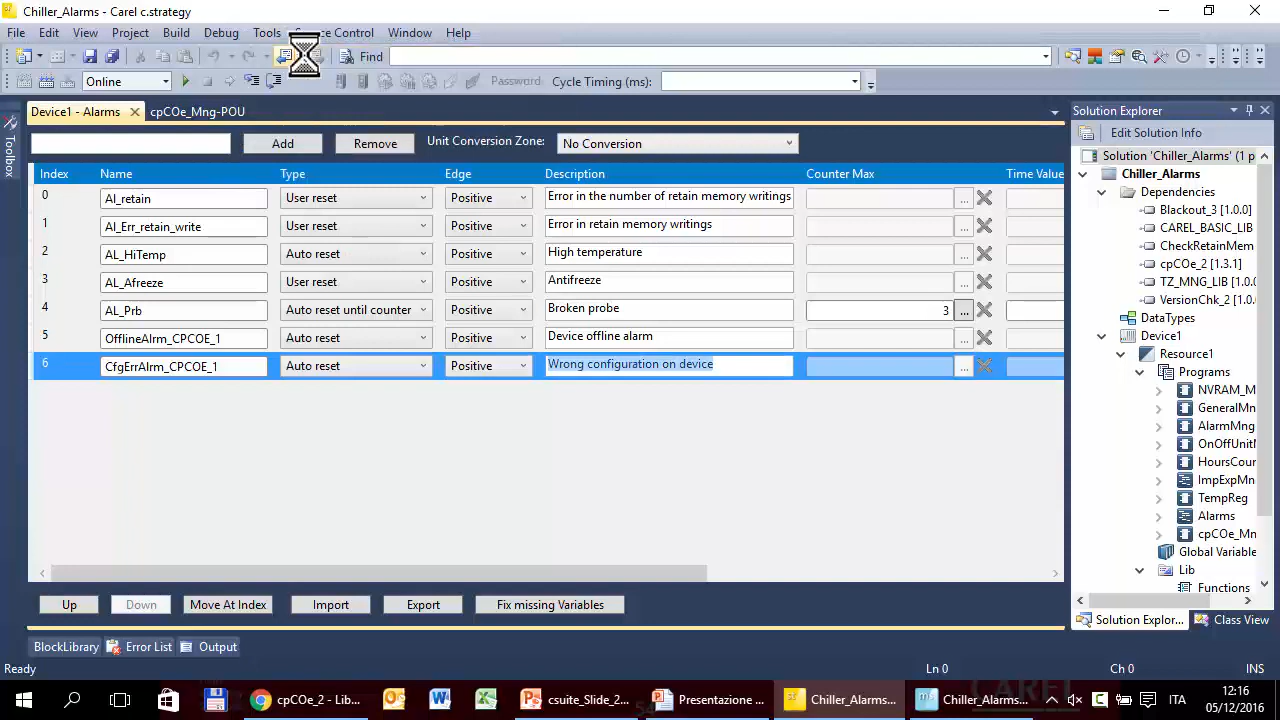 Chiller_Alarms - Carel c.strategy
File Edit View Project Build Debug Tools Control Window Help
Find
Online Password Cycle Timing (ms):
Device1 - Alarms cpCOe_Mng-POU
Toolbox
Add Remove Unit Conversion Zone: No Conversion
Index Name Type Edge Description Counter Max Time Value
0 Al_retain User reset Positive Error in the number of retain memory writings ...
1 Al_Err_retain_write User reset Positive Error in retain memory writings ...
2 AL_HiTemp Auto reset Positive High temperature ...
3 AL_Afreeze User reset Positive Antifreeze ...
4 AL_Prb Auto reset until counter Positive Broken probe 3 ...
5 OfflineAlrm_CPCOE_1 Auto reset Positive Device offline alarm ...
6 CfgErrAlrm_CPCOE_1 Auto reset Positive Wrong configuration on device ...
Up Down Move At Index Import Export Fix missing Variables
Solution Explorer
Edit Solution Info
Solution 'Chiller_Alarms' (1 p
Chiller_Alarms
Dependencies
Blackout_3 [1.0.0]
CAREL_BASIC_LIB
CheckRetainMem
cpCOe_2 [1.3.1]
TZ_MNG_LIB [1.0.
VersionChk_2 [1.0.
DataTypes
Device1
Resource1
Programs
NVRAM_M
GeneralMn
AlarmMng
OnOffUnitM
HoursCou
ImpExpMn
TempReg
Alarms
cpCOe_Mn
Global Variable
Lib
Functions
Solution Explor... Class View
BlockLibrary Error List Output
Ready Ln 0 Ch 0 INS
cpCOe_2 - Lib... csuite_Slide_2... Presentazione ... Chiller_Alarms... Chiller_Alarms... ITA 12:16
05/12/2016